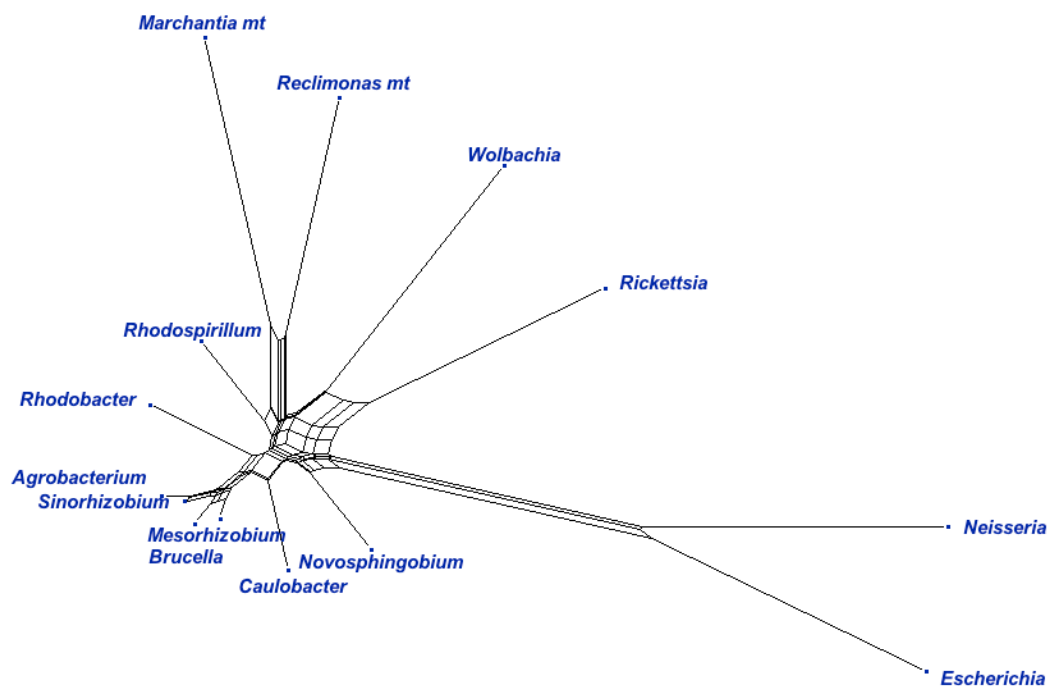 Marchantia mt
Reclimonas mt
Wolbachia
Rickettsia
Rhodospirillum
Rhodobacter
Agrobacterium
Sinorhizobium
Mesorhizobium
Brucella
Novosphingobium
Caulobacter
Neisseria
Escherichia